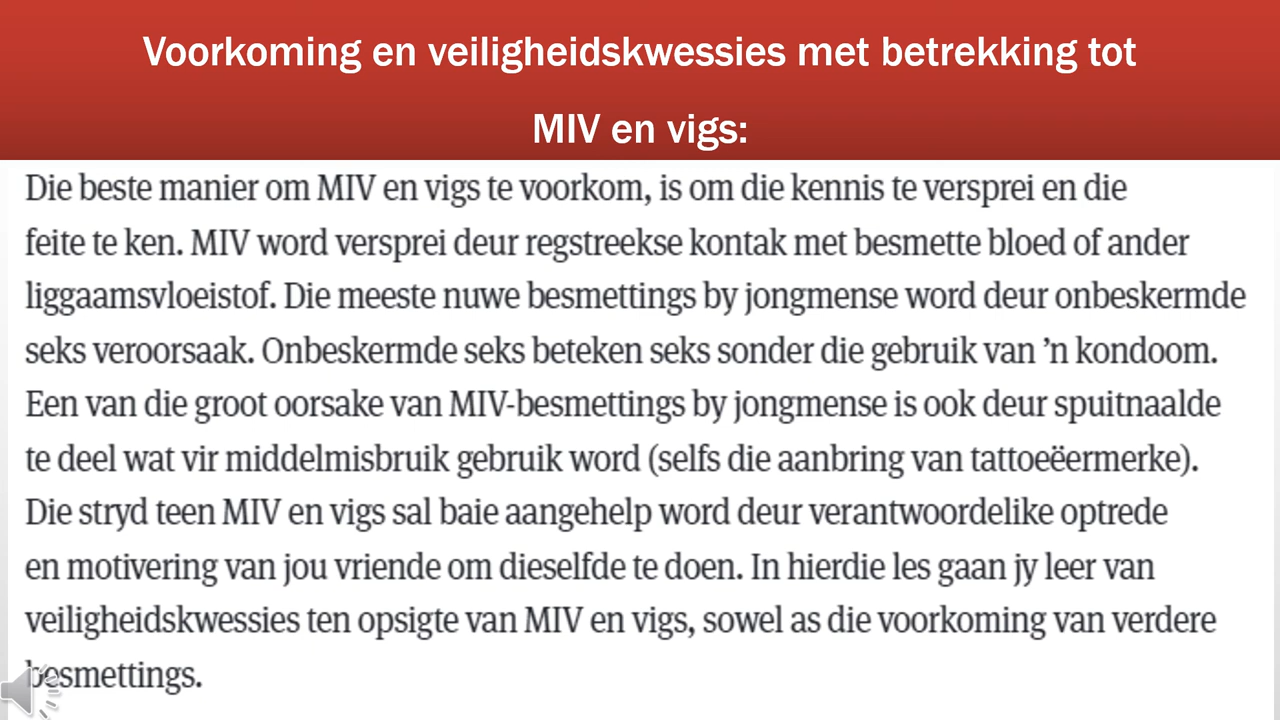 Voorkoming en veiligheidskwessies met betrekking tot
MIV en vigs:
Die beste manier om MIV en vigs te voorkom, is om die kennis te versprei en die
feite te ken. MIV word versprei deur regstreekse kontak met besmette bloed of ander
liggaamsvloeistof. Die meeste nuwe besmettings by jongmense word deur onbeskermde
seks veroorsaak. Onbeskermde seks beteken seks sonder die gebruik van ’n kondoom.
Een van die groot oorsake van MIV-besmettings by jongmense is ook deur spuitnaalde
te deel wat vir middelmisbruik gebruik word (selfs die aanbring van tattoeëermerke).
Die stryd teen MIV en vigs sal baie aangehelp word deur verantwoordelike optrede
en motivering van jou vriende om dieselfde te doen. In hierdie les gaan jy leer van
veiligheidskwessies ten opsigte van MIV en vigs, sowel as die voorkoming van verdere
besmettings.